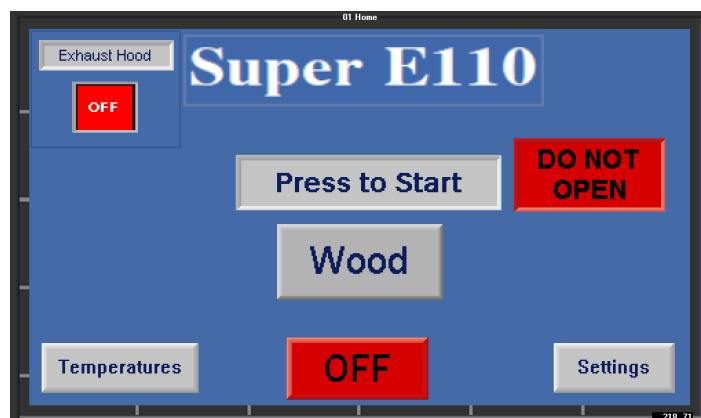 01 Home
Exhaust Hood
OFF
Super E110
Press to Start
DO NOT
OPEN
Wood
Temperatures
OFF
Settings
218, 71